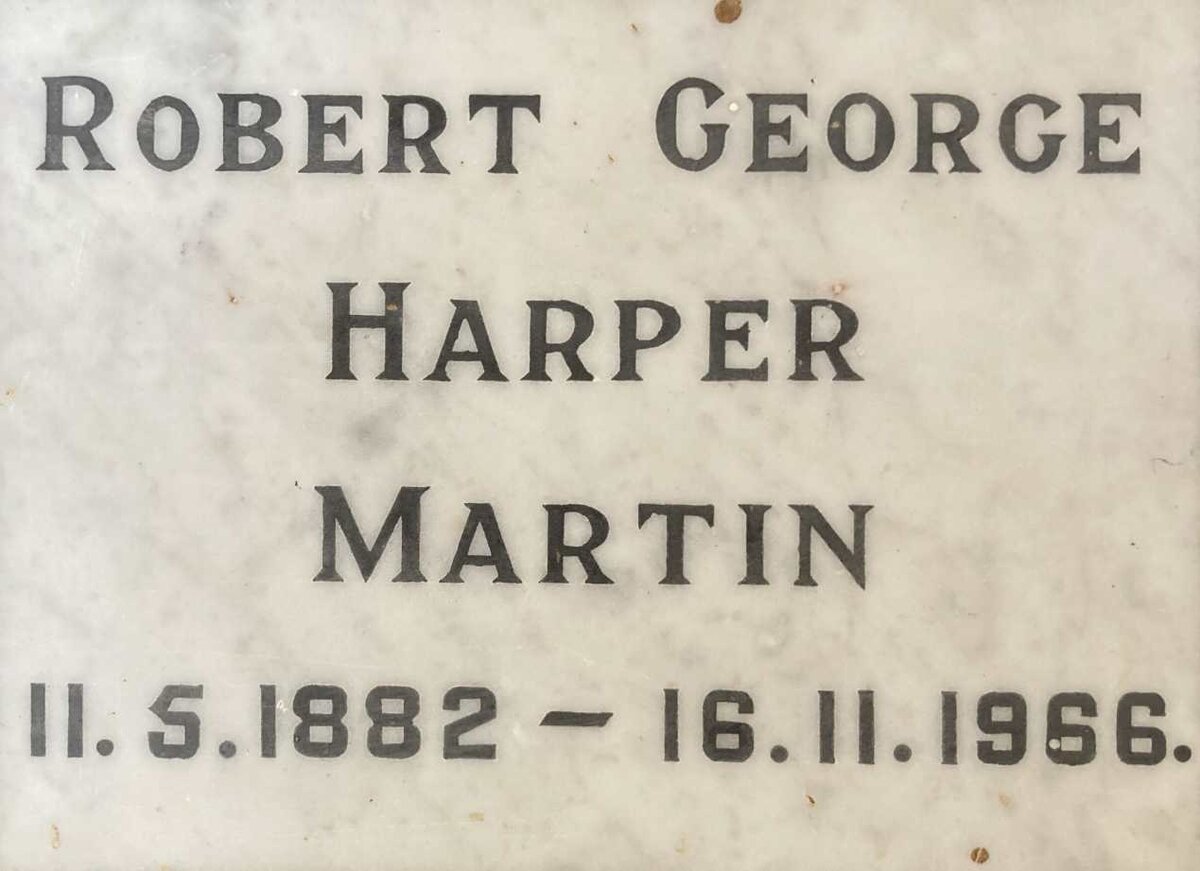 ROBERT GEORGE
HARPER
MARTIN
11.5.1882 – 16.11.1966.